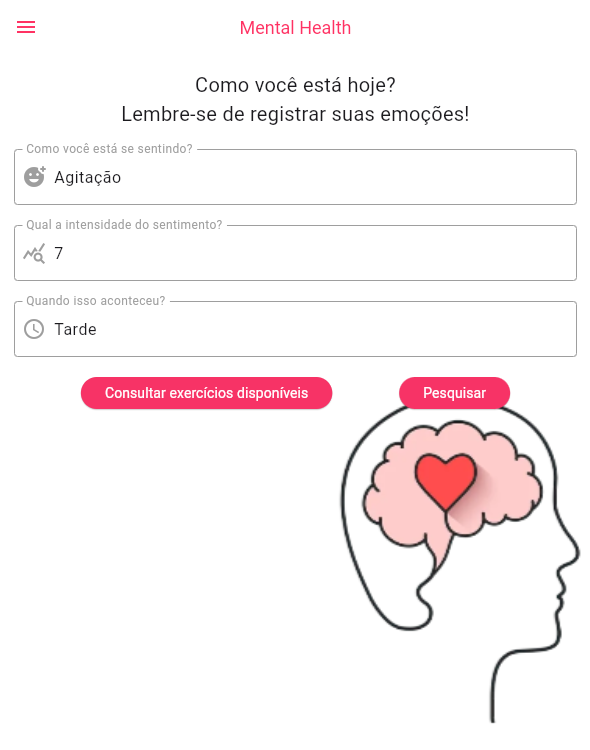 Mental Health
Como você está hoje?
Lembre-se de registrar suas emoções!
Como você está se sentindo?
Agitação
Qual a intensidade do sentimento?
7
Quando isso aconteceu?
Tarde
Consultar exercícios disponíveis
Pesquisar